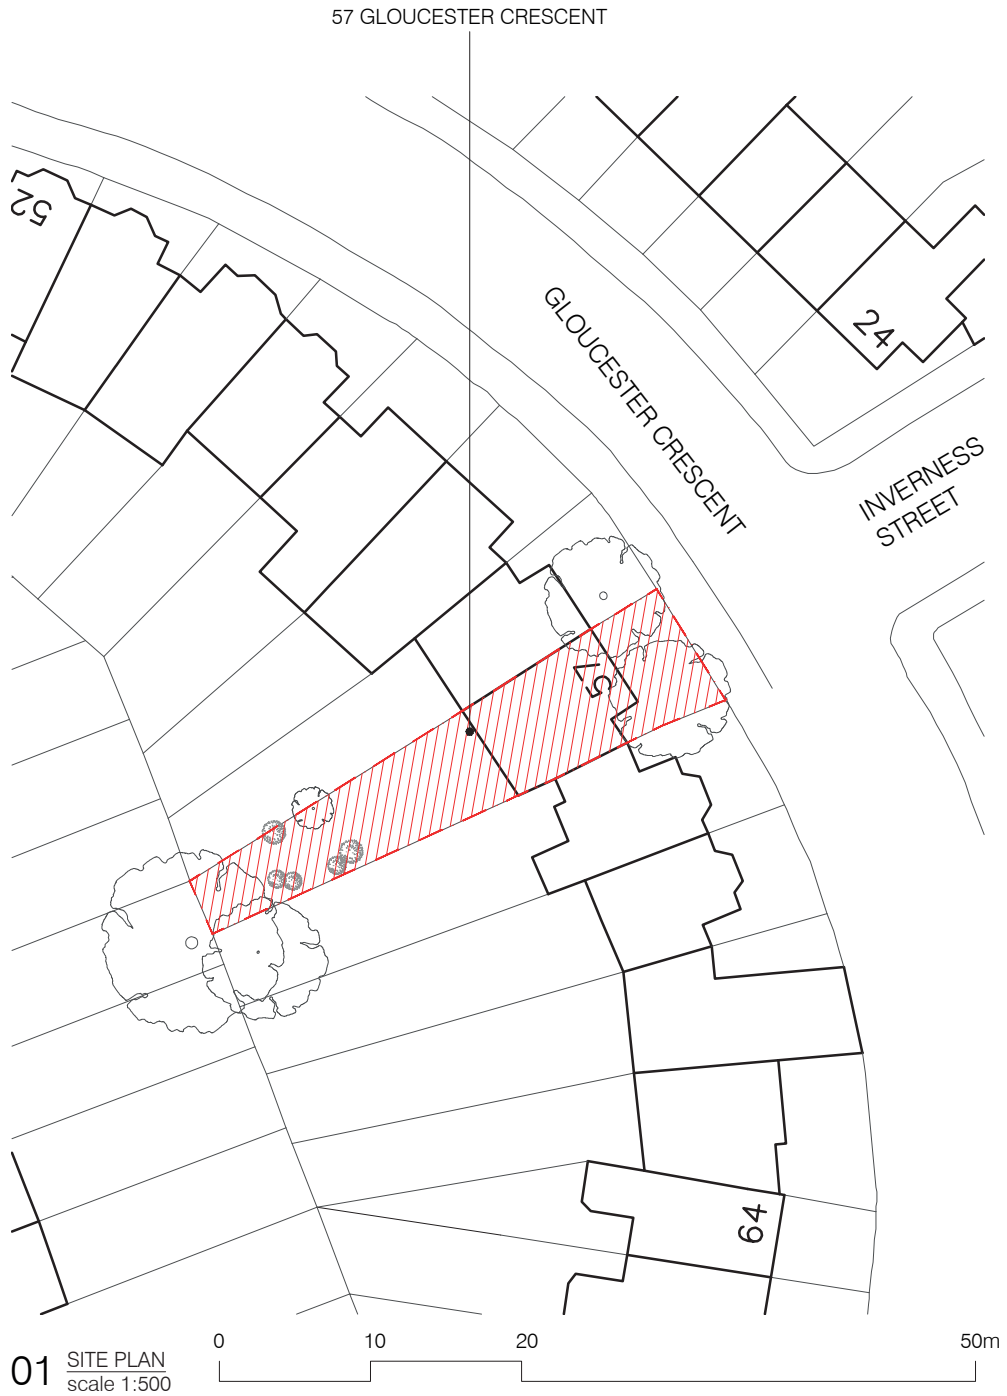 57 GLOUCESTER CRESCENT
52
24
GLOUCESTER CRESCENT
INVERNESS
STREET
57
64
0
10
20
50m
01
SITE PLAN
scale 1:500